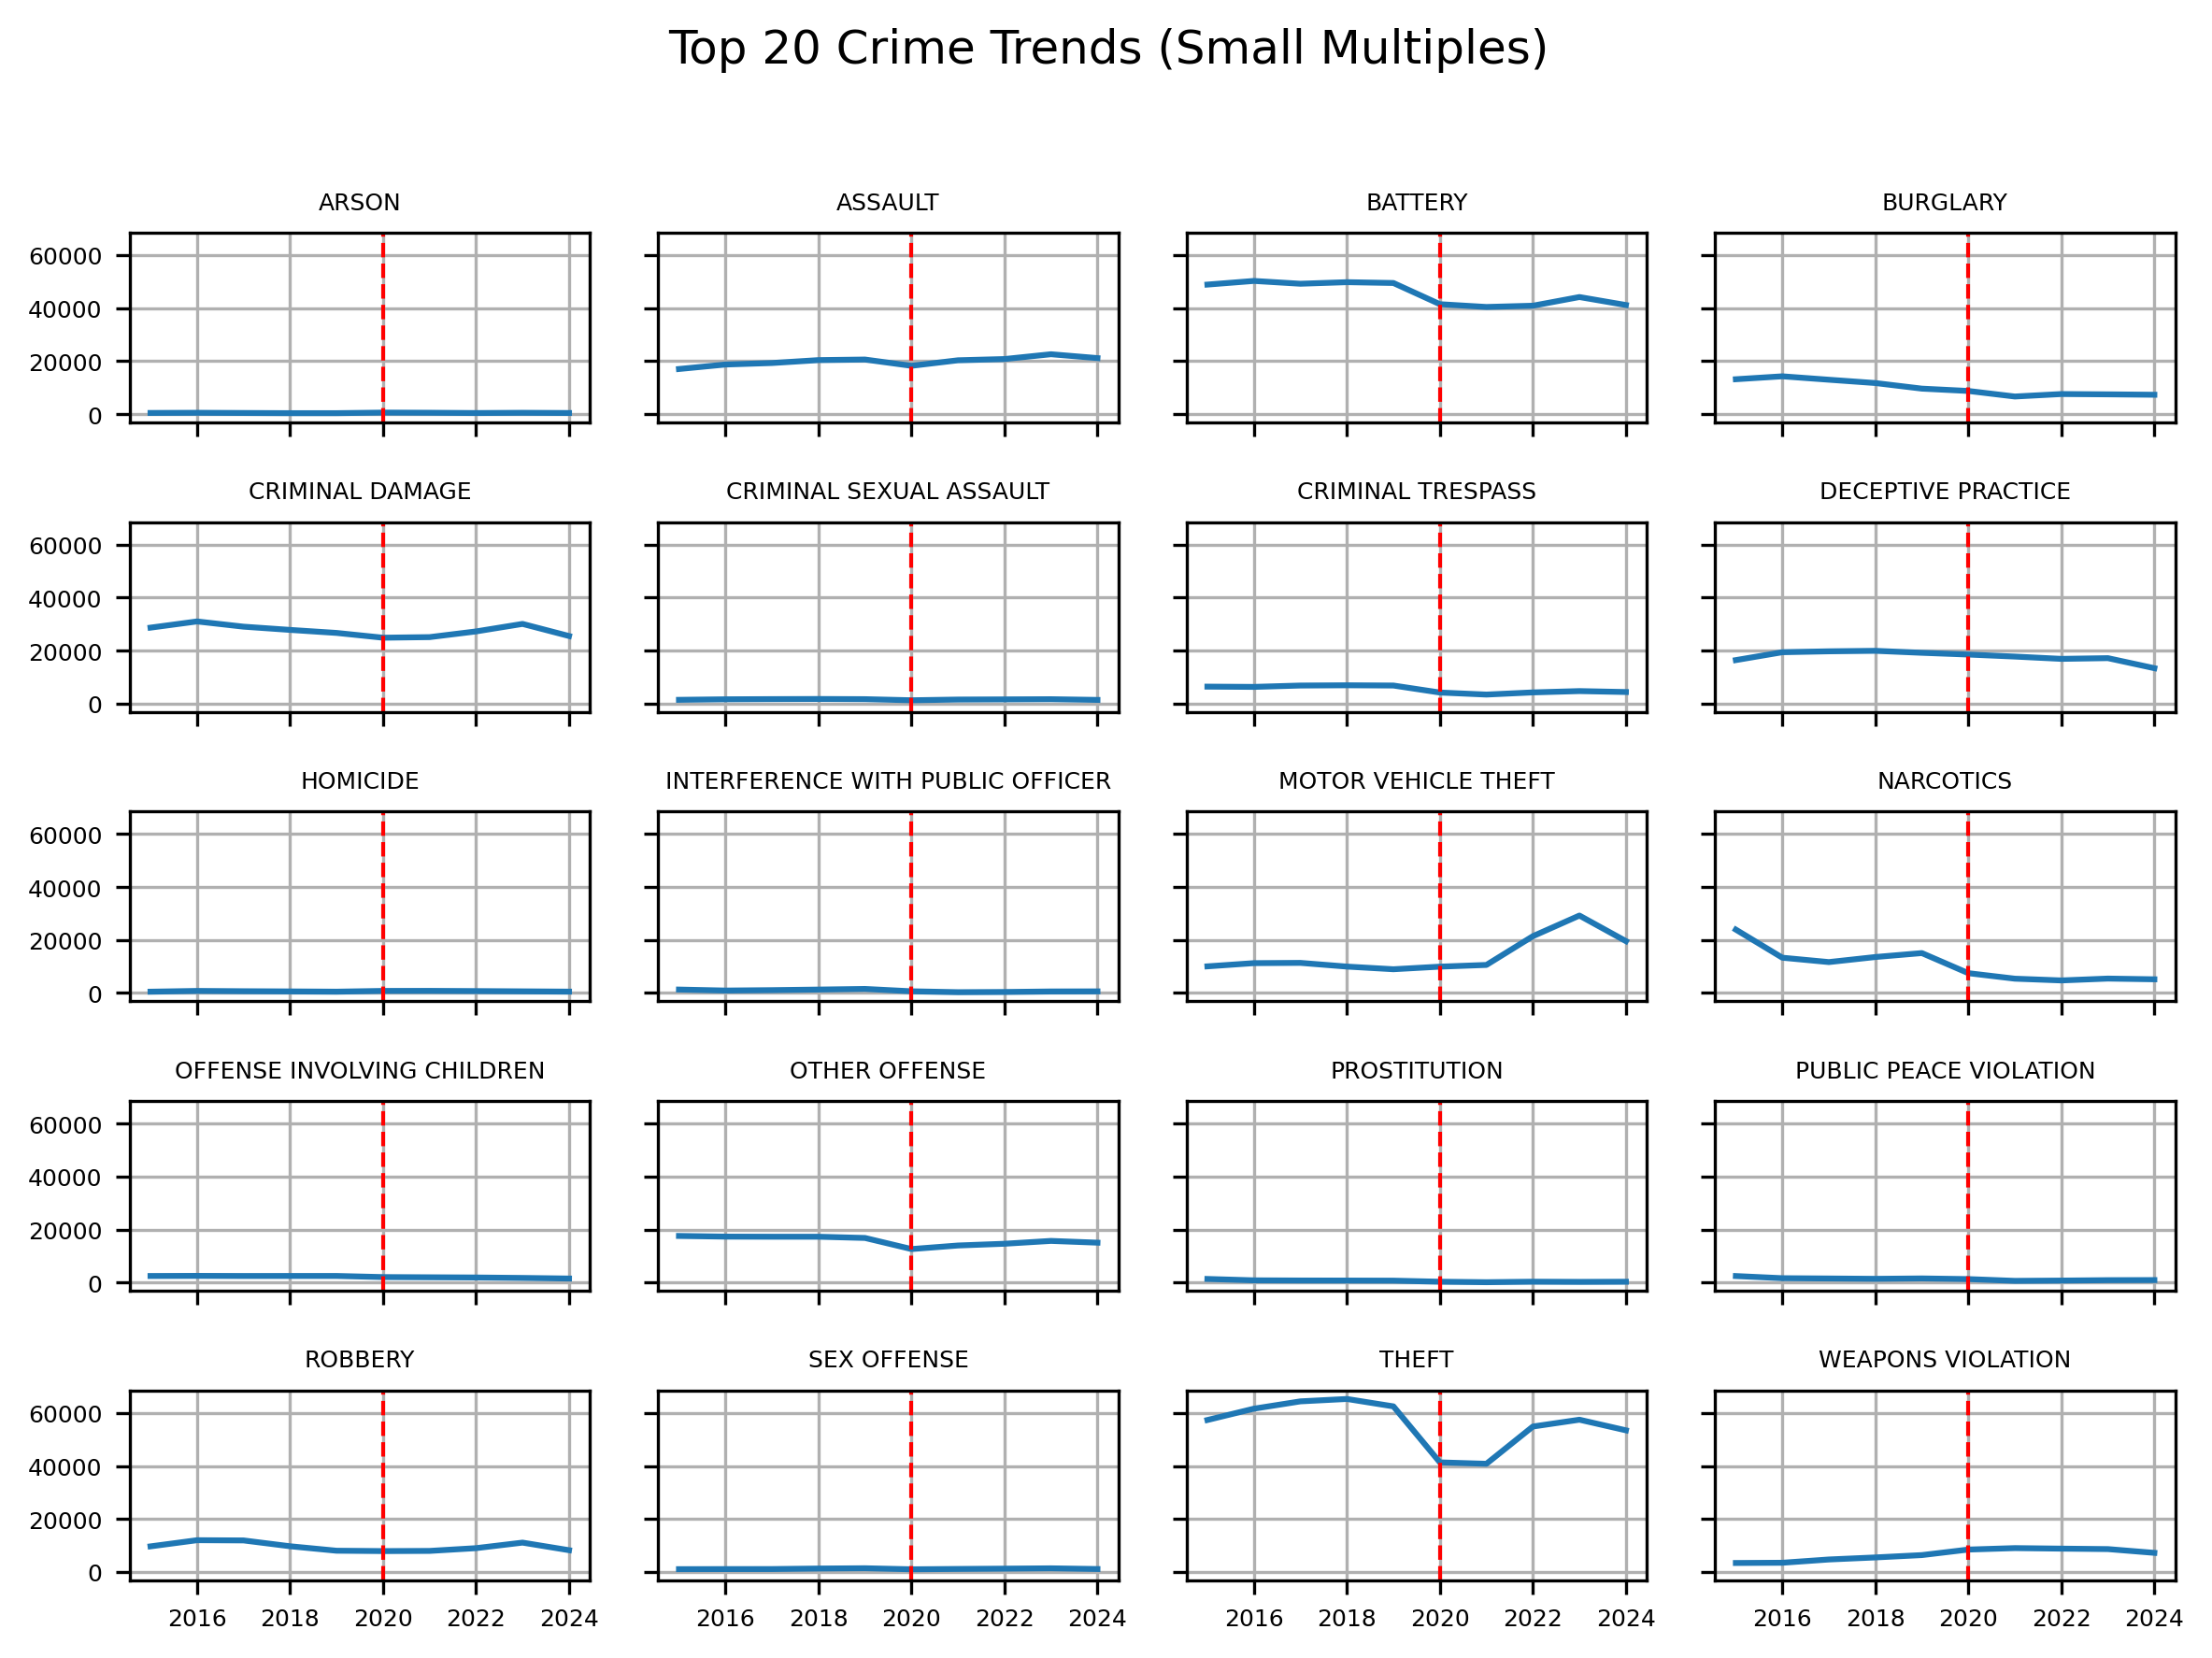 Top 20 Crime Trends (Small Multiples)
ARSON
ASSAULT
BATTERY
BURGLARY
60000
40000
20000
0
CRIMINAL DAMAGE
CRIMINAL SEXUAL ASSAULT
CRIMINAL TRESPASS
DECEPTIVE PRACTICE
60000
40000
20000
0
HOMICIDE
INTERFERENCE WITH PUBLIC OFFICER
MOTOR VEHICLE THEFT
NARCOTICS
60000
40000
20000
0
OFFENSE INVOLVING CHILDREN
OTHER OFFENSE
PROSTITUTION
PUBLIC PEACE VIOLATION
60000
40000
20000
0
ROBBERY
SEX OFFENSE
THEFT
WEAPONS VIOLATION
60000
40000
20000
0
2016 2018 2020 2022 2024
2016 2018 2020 2022 2024
2016 2018 2020 2022 2024
2016 2018 2020 2022 2024